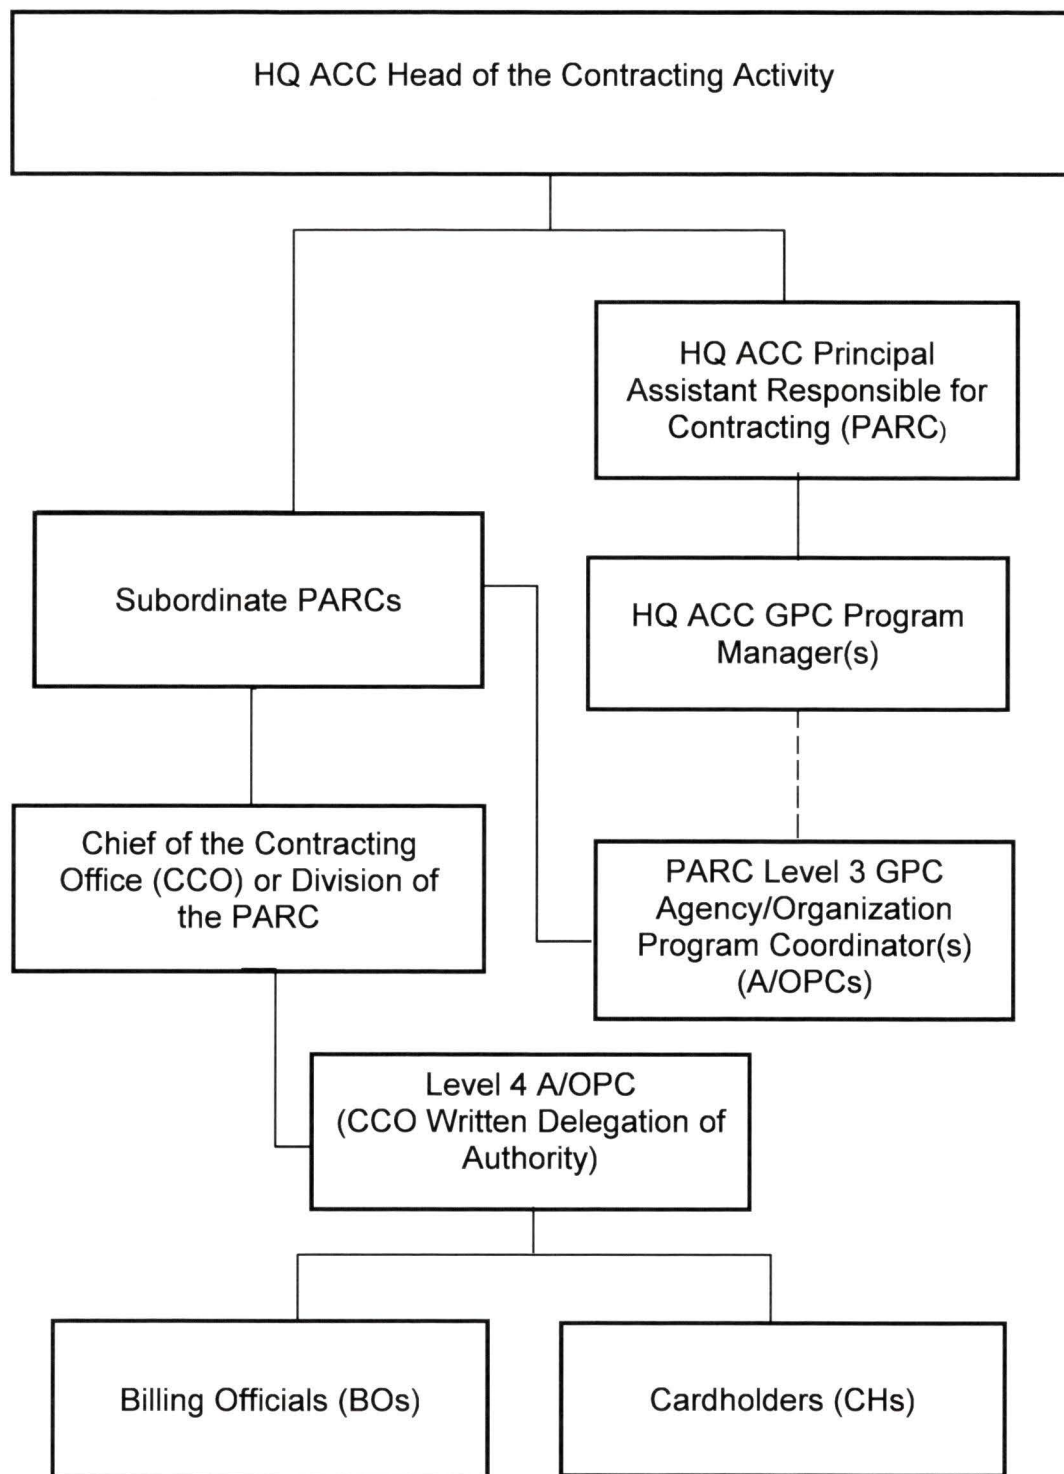 HQ ACC Head of the Contracting Activity
HQ ACC Principal
Assistant Responsible for
Contracting (PARC)
Subordinate PARCs
HQ ACC GPC Program
Manager(s)
Chief of the Contracting
Office (CCO) or Division of
the PARC
PARC Level 3 GPC
Agency/Organization
Program Coordinator(s)
(A/OPCs)
Level 4 A/OPC
(CCO Written Delegation of
Authority)
Billing Officials (BOs)
Cardholders (CHs)